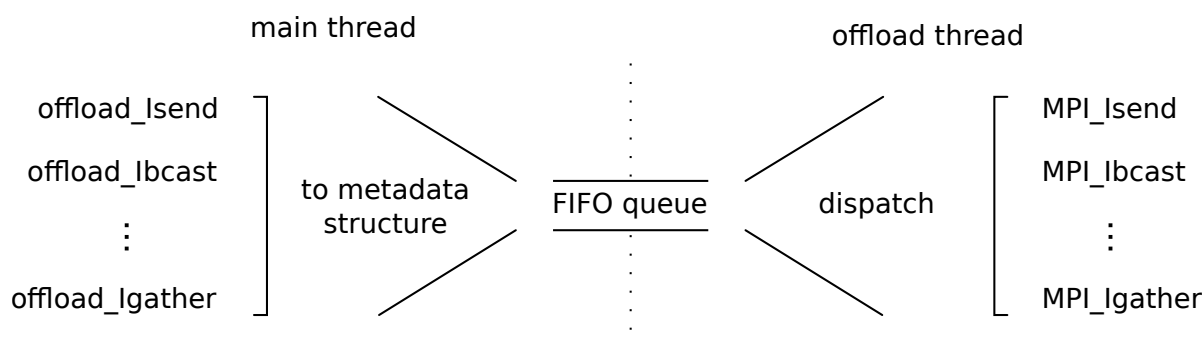 main thread
offload thread
offload_Isend
offload_Ibcast
⋮
offload_Igather
to metadata
structure
FIFO queue
dispatch
MPI_Isend
MPI_Ibcast
⋮
MPI_Igather